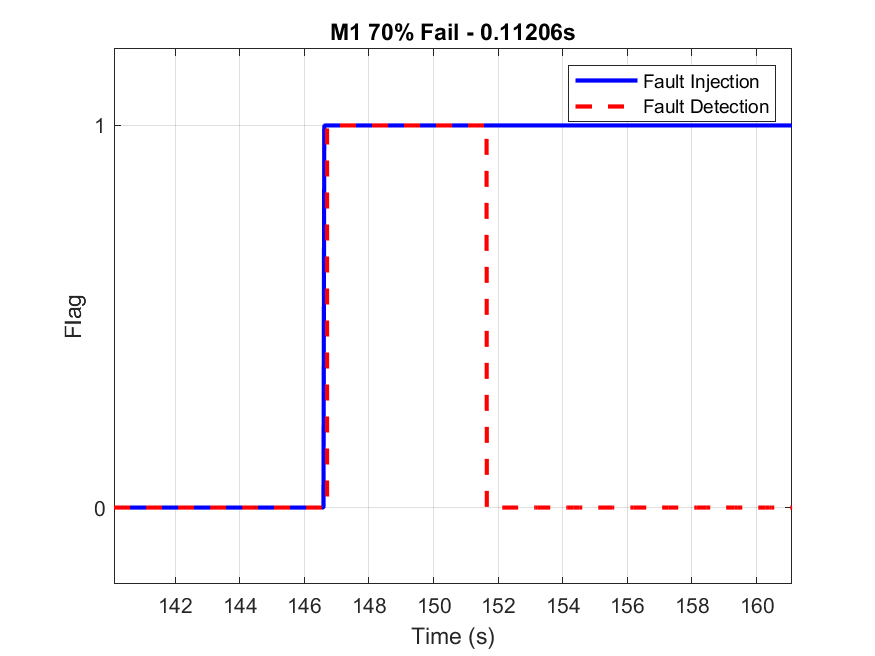 M1 70% Fail - 0.11206s
Fault Injection
Fault Detection
1
0
Flag
142 144 146 148 150 152 154 156 158 160
Time (s)